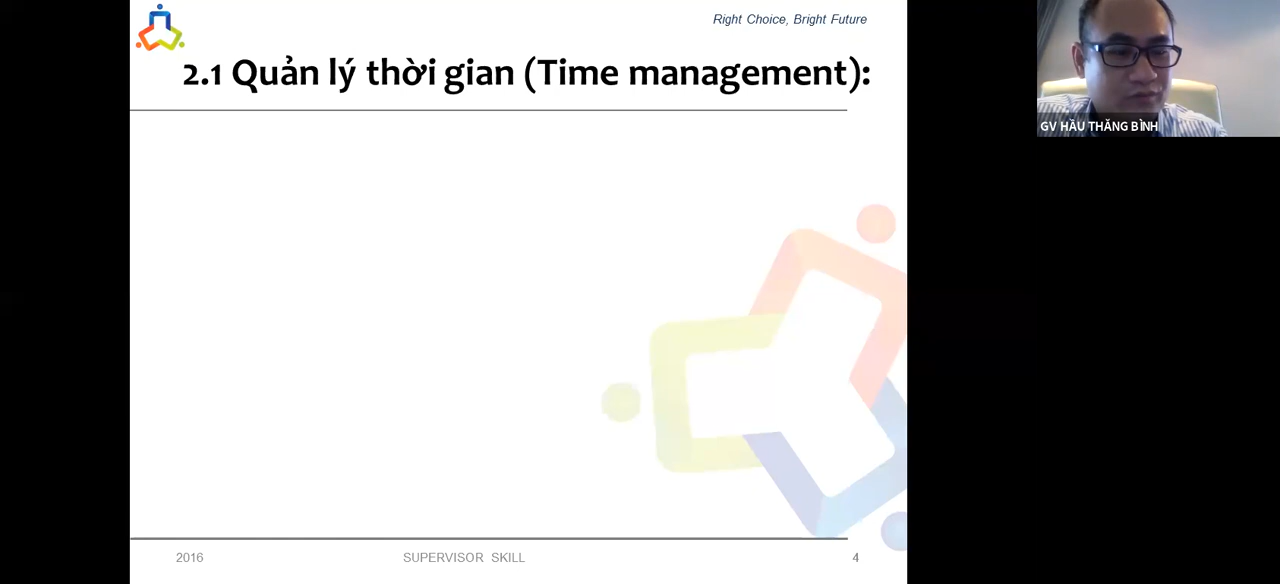 Right Choice, Bright Future
2.1 Quản lý thời gian (Time management):
GV HẦU THĂNG BÌNH
2016
SUPERVISOR SKILL
4